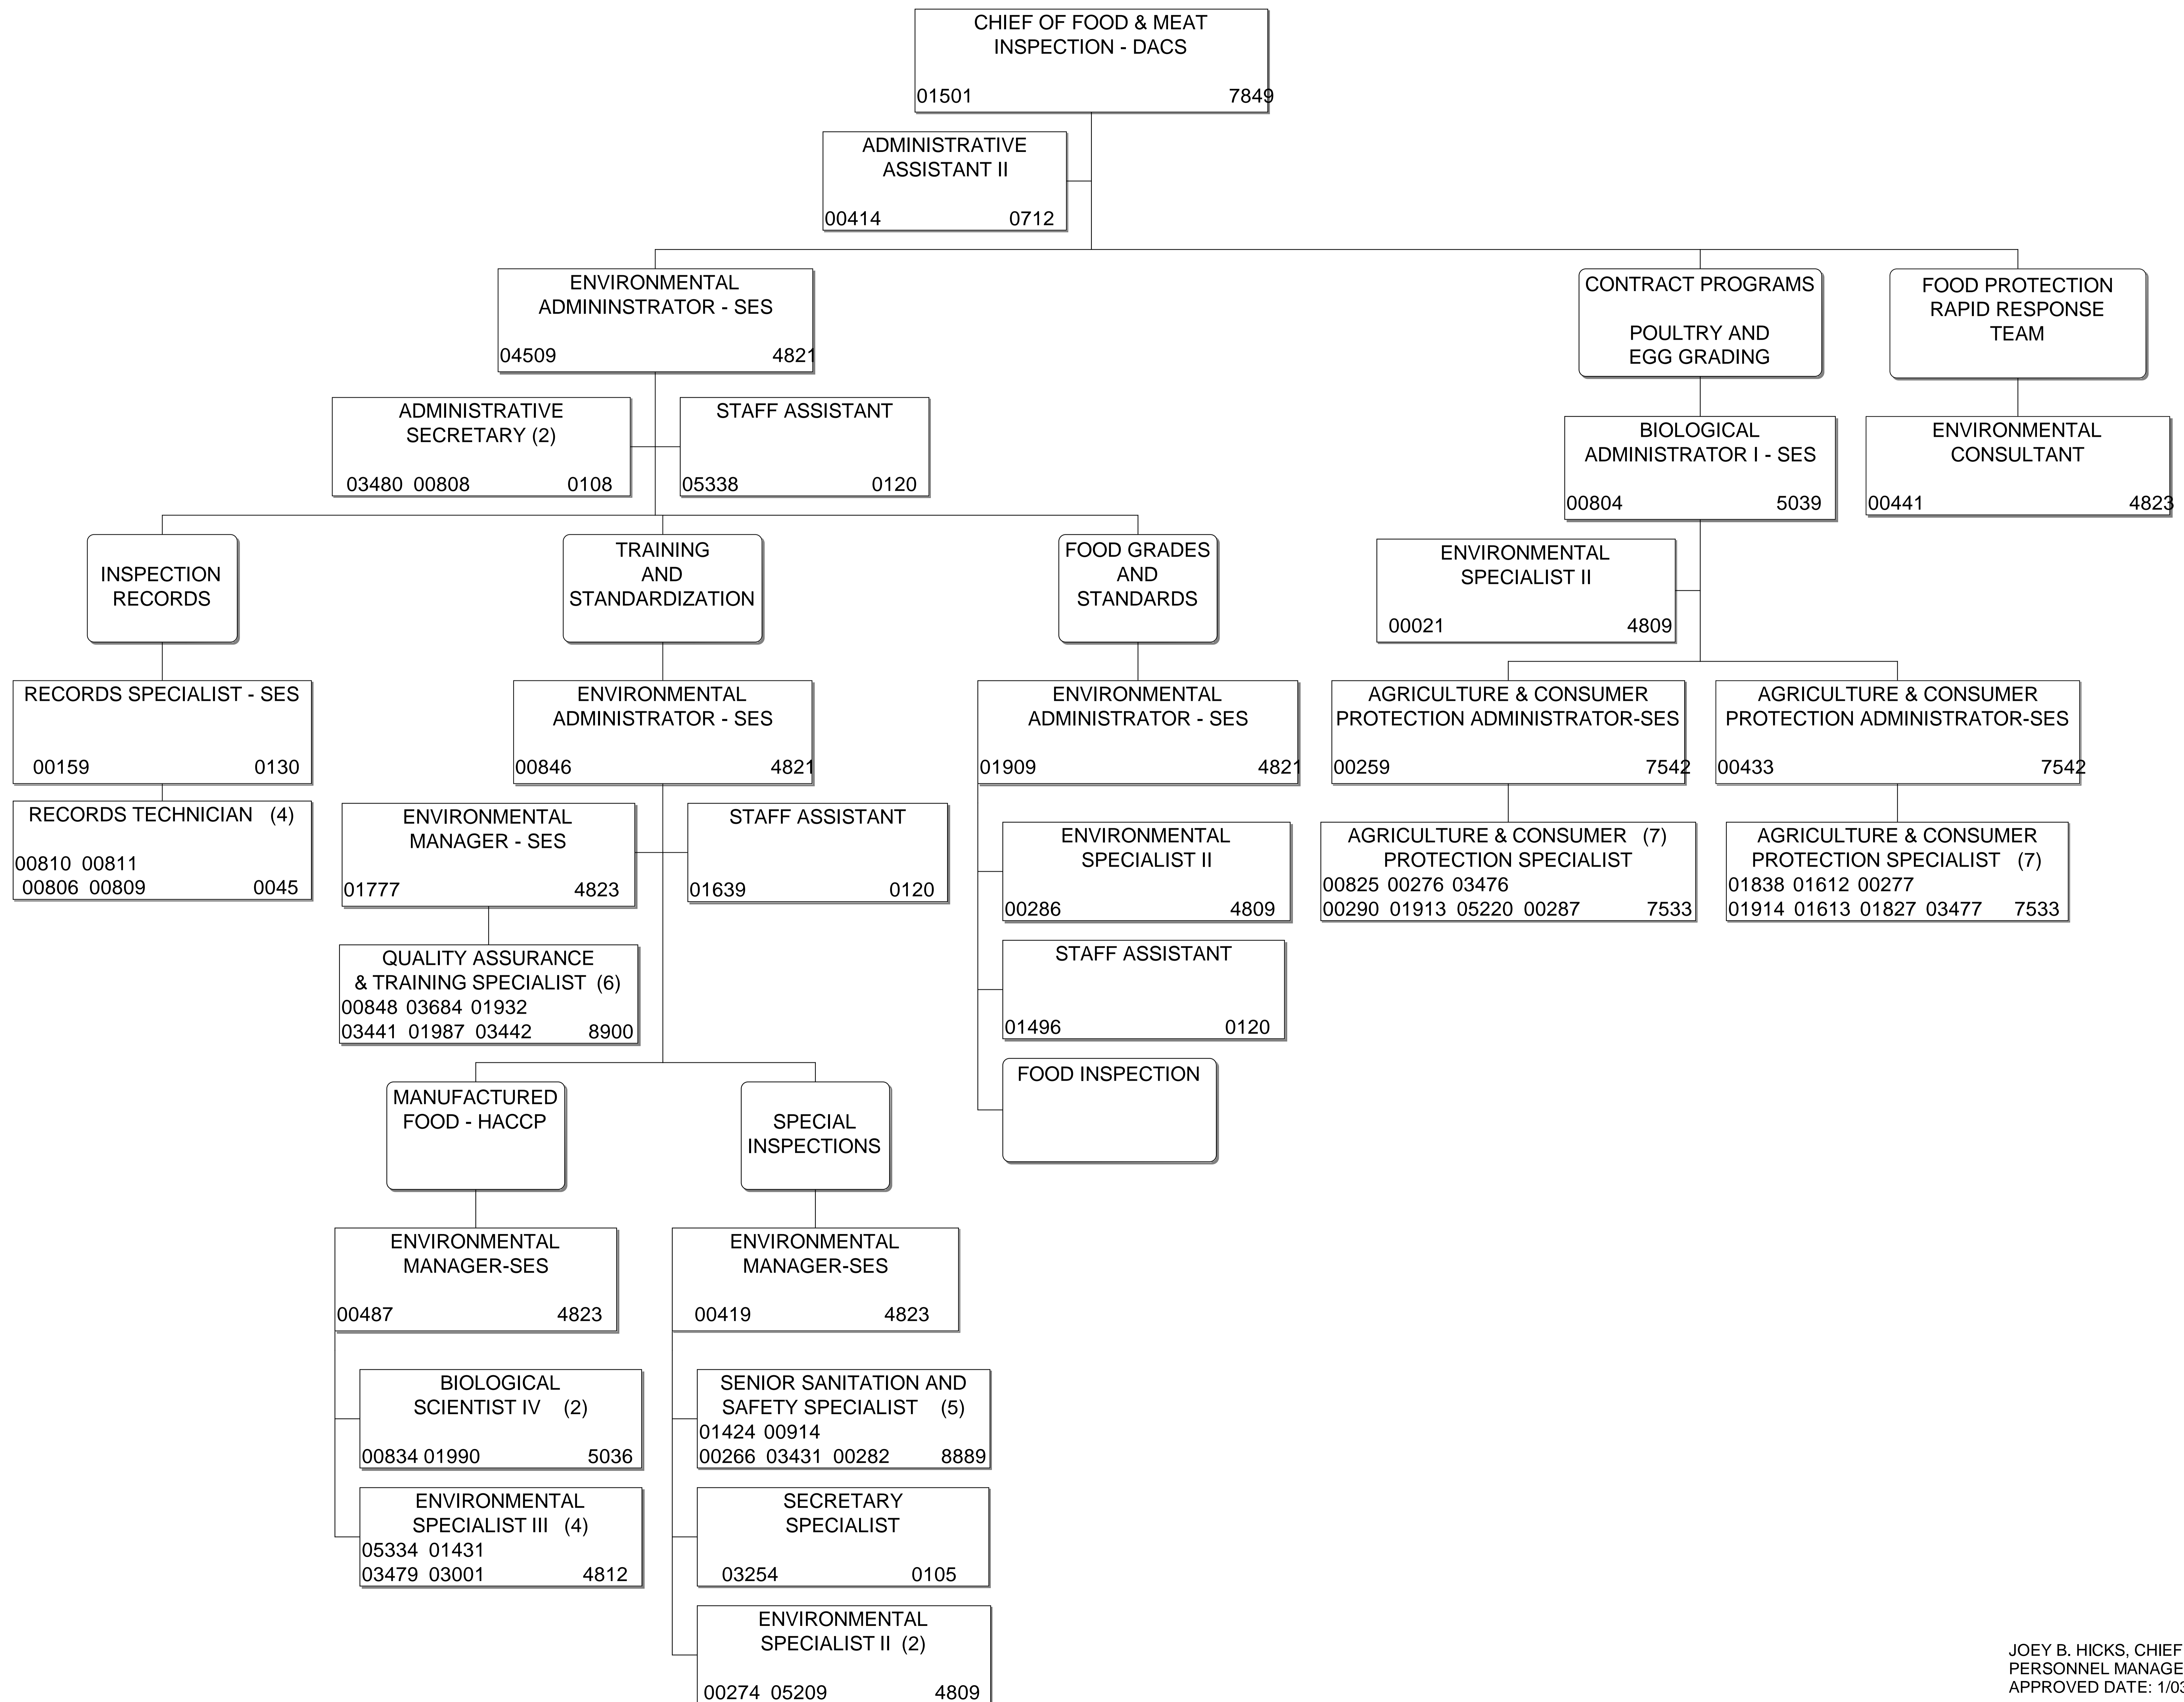 CHIEF OF FOOD & MEAT
INSPECTION - DACS
01501 7849
ADMINISTRATIVE
ASSISTANT II
00414 0712
ENVIRONMENTAL
ADMININSTRATOR - SES
04509 4821
CONTRACT PROGRAMS
POULTRY AND
EGG GRADING
FOOD PROTECTION
RAPID RESPONSE
TEAM
ADMINISTRATIVE
SECRETARY (2)
03480 00808 0108
STAFF ASSISTANT
05338 0120
BIOLOGICAL
ADMINISTRATOR I - SES
00804 5039
ENVIRONMENTAL
CONSULTANT
00441 4823
INSPECTION
RECORDS
TRAINING
AND
STANDARDIZATION
FOOD GRADES
AND
STANDARDS
ENVIRONMENTAL
SPECIALIST II
00021 4809
RECORDS SPECIALIST - SES
00159 0130
ENVIRONMENTAL
ADMINISTRATOR - SES
00846 4821
ENVIRONMENTAL
ADMINISTRATOR - SES
01909 4821
AGRICULTURE & CONSUMER
PROTECTION ADMINISTRATOR-SES
00259 7542
AGRICULTURE & CONSUMER
PROTECTION ADMINISTRATOR-SES
00433 7542
RECORDS TECHNICIAN (4)
00810 00811
00806 00809 0045
ENVIRONMENTAL
MANAGER - SES
01777 4823
STAFF ASSISTANT
01639 0120
ENVIRONMENTAL
SPECIALIST II
00286 4809
AGRICULTURE & CONSUMER (7)
PROTECTION SPECIALIST
00825 00276 03476
00290 01913 05220 00287 7533
AGRICULTURE & CONSUMER
PROTECTION SPECIALIST (7)
01838 01612 00277
01914 01613 01827 03477 7533
QUALITY ASSURANCE
& TRAINING SPECIALIST (6)
00848 03684 01932
03441 01987 03442 8900
STAFF ASSISTANT
01496 0120
FOOD INSPECTION
MANUFACTURED
FOOD - HACCP
SPECIAL
INSPECTIONS
ENVIRONMENTAL
MANAGER-SES
00487 4823
ENVIRONMENTAL
MANAGER-SES
00419 4823
BIOLOGICAL
SCIENTIST IV (2)
00834 01990 5036
SENIOR SANITATION AND
SAFETY SPECIALIST (5)
01424 00914
00266 03431 00282 8889
ENVIRONMENTAL
SPECIALIST III (4)
05334 01431
03479 03001 4812
SECRETARY
SPECIALIST
03254 0105
ENVIRONMENTAL
SPECIALIST II (2)
00274 05209 4809
JOEY B. HICKS, CHIEF
PERSONNEL MANAGE
APPROVED DATE: 1/03